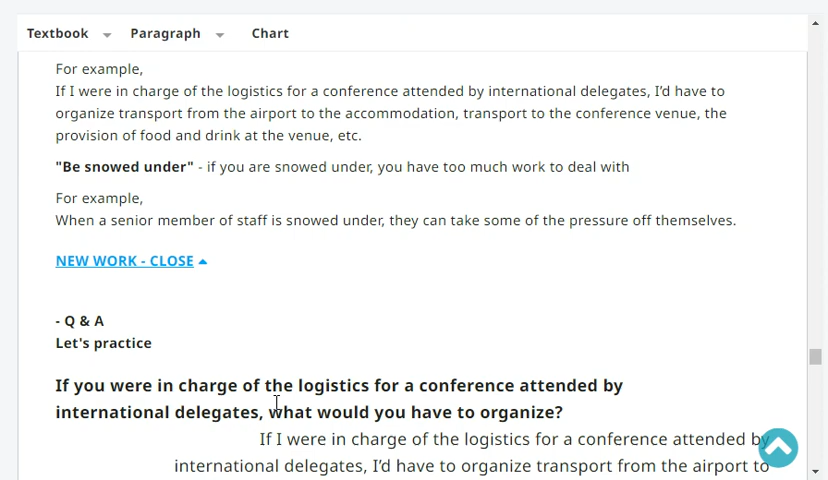 Textbook Paragraph Chart
For example,
If I were in charge of the logistics for a conference attended by international delegates, I'd have to
organize transport from the airport to the accommodation, transport to the conference venue, the
provision of food and drink at the venue, etc.
"Be snowed under" - if you are snowed under, you have too much work to deal with
For example,
When a senior member of staff is snowed under, they can take some of the pressure off themselves.
NEW WORK - CLOSE
- Q & A
Let's practice
If you were in charge of the logistics for a conference attended by
international delegates, what would you have to organize?
If I were in charge of the logistics for a conference attended by
international delegates, I'd have to organize transport from the airport to